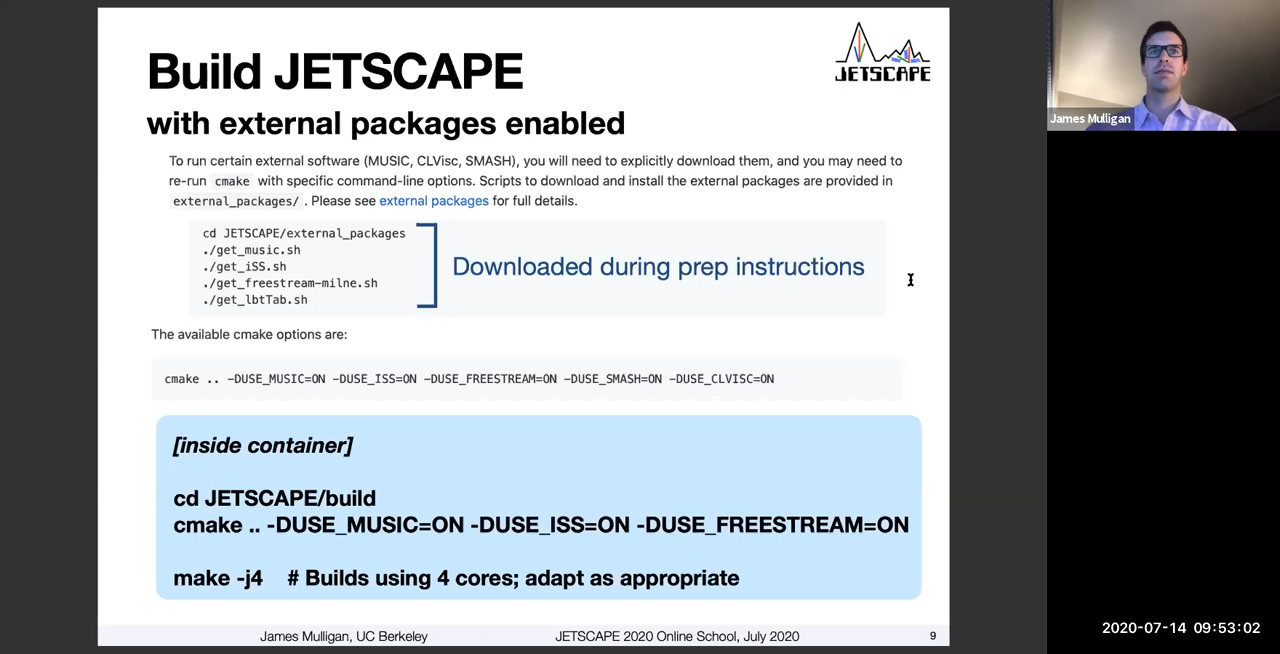 Build JETSCAPE
JETSCAPE
with external packages enabled
To run certain external software (MUSIC, CLVisc, SMASH), you will need to explicitly download them, and you may need to
re-run cmake with specific command-line options. Scripts to download and install the external packages are provided in
external_packages/ . Please see external packages for full details.
cd JETSCAPE/external_packages
./get_music.sh
./get_iSS.sh
./get_freestream-milne.sh
./get_lbtTab.sh
Downloaded during prep instructions
The available cmake options are:
cmake .. -DUSE_MUSIC=ON -DUSE_ISS=ON -DUSE_FREESTREAM=ON -DUSE_SMASH=ON -DUSE_CLVISC=ON
[inside container]
cd JETSCAPE/build
cmake .. -DUSE_MUSIC=ON -DUSE_ISS=ON -DUSE_FREESTREAM=ON
make -j4 # Builds using 4 cores; adapt as appropriate
James Mulligan, UC Berkeley
JETSCAPE 2020 Online School, July 2020
9
James Mulligan
2020-07-14 09:53:02